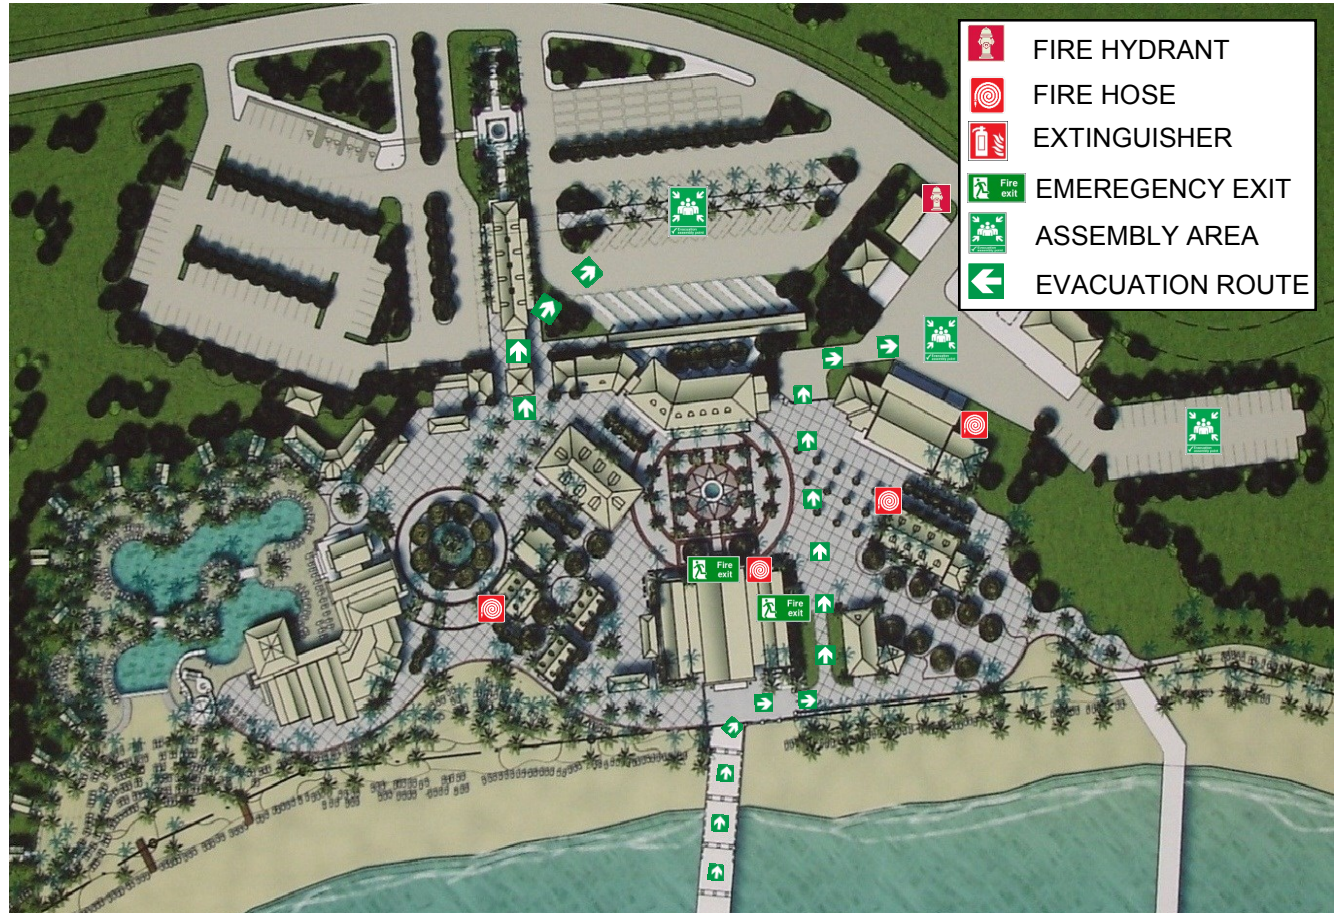 FIRE HYDRANT
FIRE HOSE
EXTINGUISHER
Fire
exit
EMEREGENCY EXIT
ASSEMBLY AREA
EVACUATION ROUTE
Fire
exit
Fire
exit